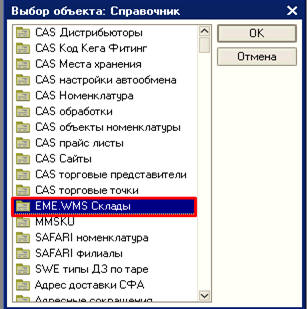 Выбор объекта: Справочник
CAS Дистрибьюторы
CAS Код Кега Фитинг
CAS Места хранения
CAS настройки автообмена
CAS Номенклатура
CAS обработки
CAS объекты номенклатуры
CAS прайс листы
CAS Сайты
CAS торговые представители
CAS торговые точки
EME.WMS Склады
MMSKU
SAFARI номенклатура
SAFARI филиалы
SWE типы ДЗ по таре
Адрес доставки СФА
Адресные сокращения
OK
Отмена